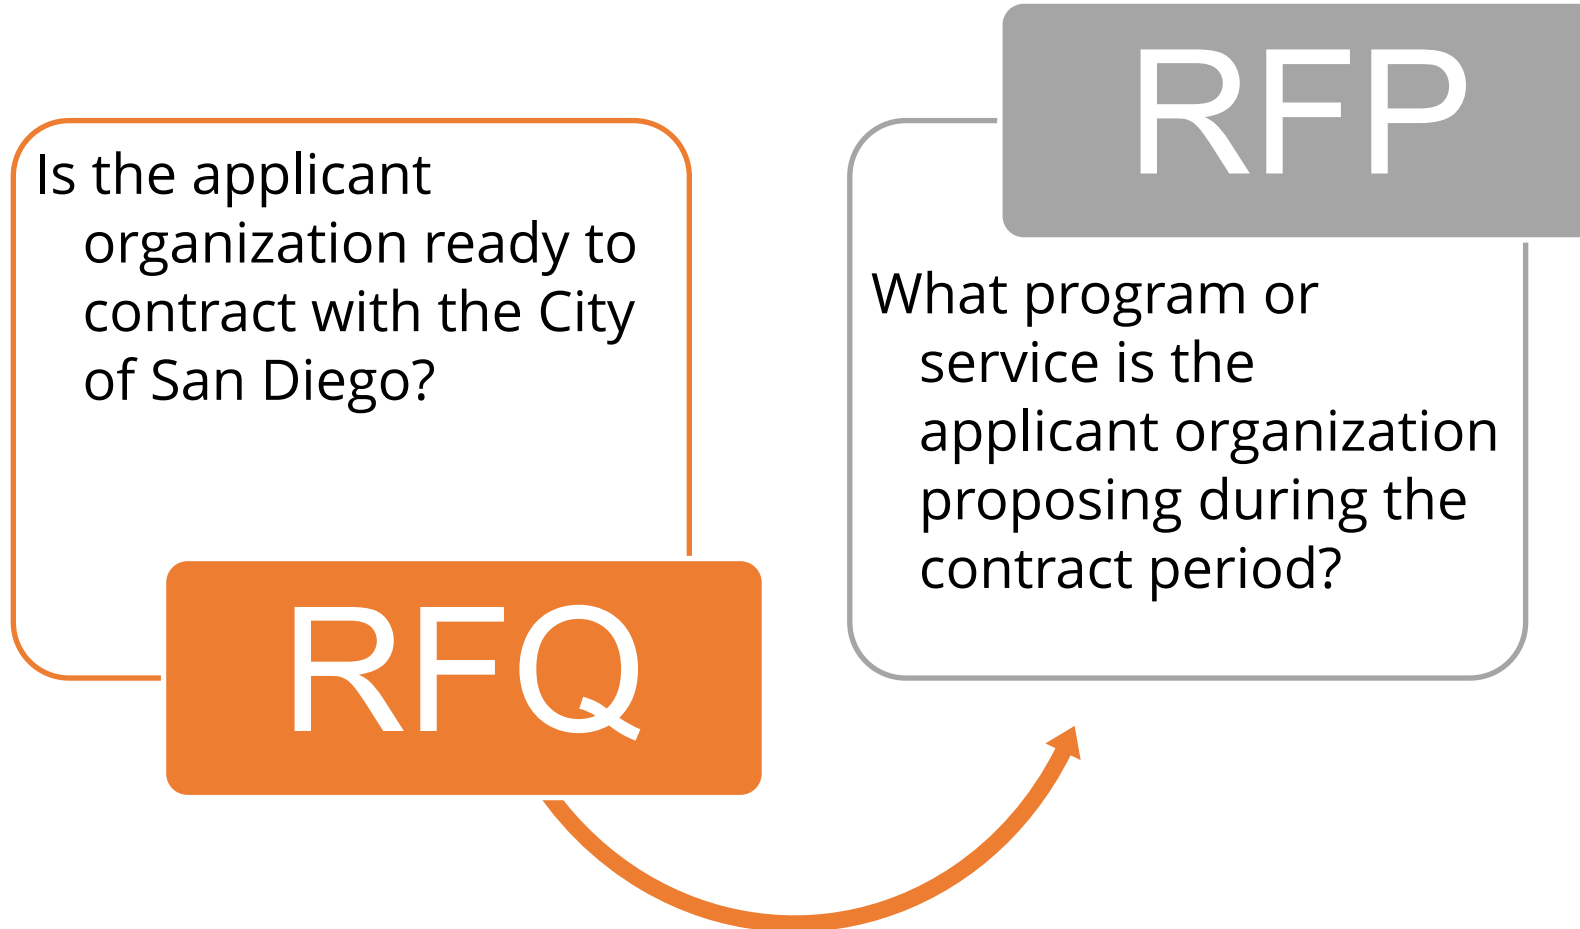 Is the applicant
organization ready to
contract with the City
of San Diego?
RFQ
RFP
What program or
service is the
applicant organization
proposing during the
contract period?